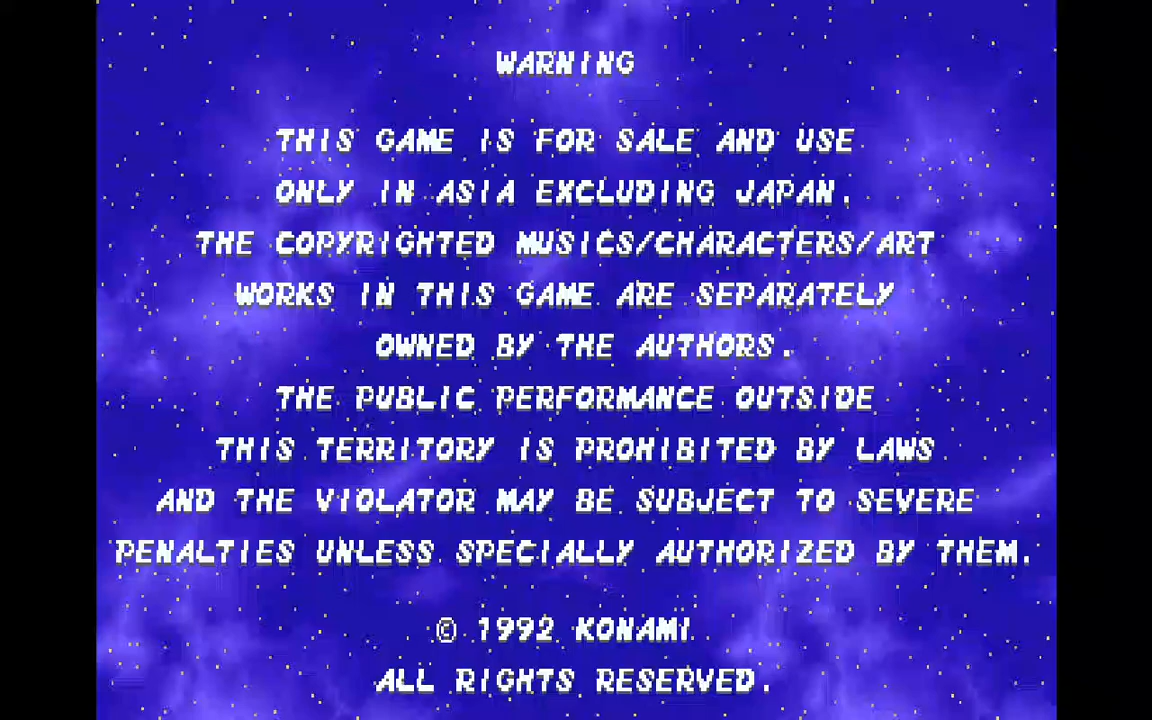 WARNING
THIS GAME IS FOR SALE AND USE
ONLY IN ASIA EXCLUDING JAPAN.
THE COPYRIGHTED MUSICS/CHARACTERS/ART
WORKS IN THIS GAME ARE SEPARATELY
OWNED BY THE AUTHORS.
THE PUBLIC PERFORMANCE OUTSIDE
THIS TERRITORY IS PROHIBITED BY LAWS
AND THE VIOLATOR MAY BE SUBJECT TO SEVERE
PENALTIES UNLESS SPECIALLY AUTHORIZED BY THEM.
© 1992 KONAMI
ALL RIGHTS RESERVED.